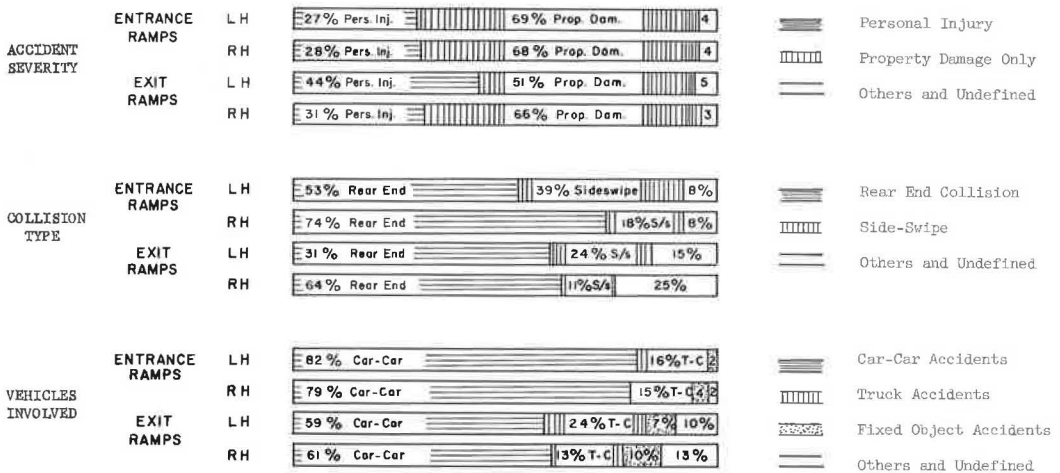 ENTRANCE RAMPS LH 27% Pers. Inj. 69% Prop. Dam. 4 Personal Injury
ACCIDENT SEVERITY
RH 28% Pers. Inj. 68% Prop. Dam. 4 Property Damage Only
EXIT RAMPS LH 44% Pers. Inj. 51% Prop. Dam. 5 Others and Undefined
RH 31% Pers. Inj. 66% Prop. Dam. 3
ENTRANCE RAMPS LH 53% Rear End 39% Sideswipe 8% Rear End Collision
COLLISION TYPE
RH 74% Rear End 18% S/s 8% Side-Swipe
EXIT RAMPS LH 31% Rear End 24% S/s 15% Others and Undefined
RH 64% Rear End 11% S/s 25%
ENTRANCE RAMPS LH 82% Car-Car 16% T-C 2 Car-Car Accidents
VEHICLES INVOLVED
RH 79% Car-Car 15% T-C 4 2 Truck Accidents
EXIT RAMPS LH 59% Car-Car 24% T-C 7% 10% Fixed Object Accidents
RH 61% Car-Car 13% T-C 10% 13% Others and Undefined